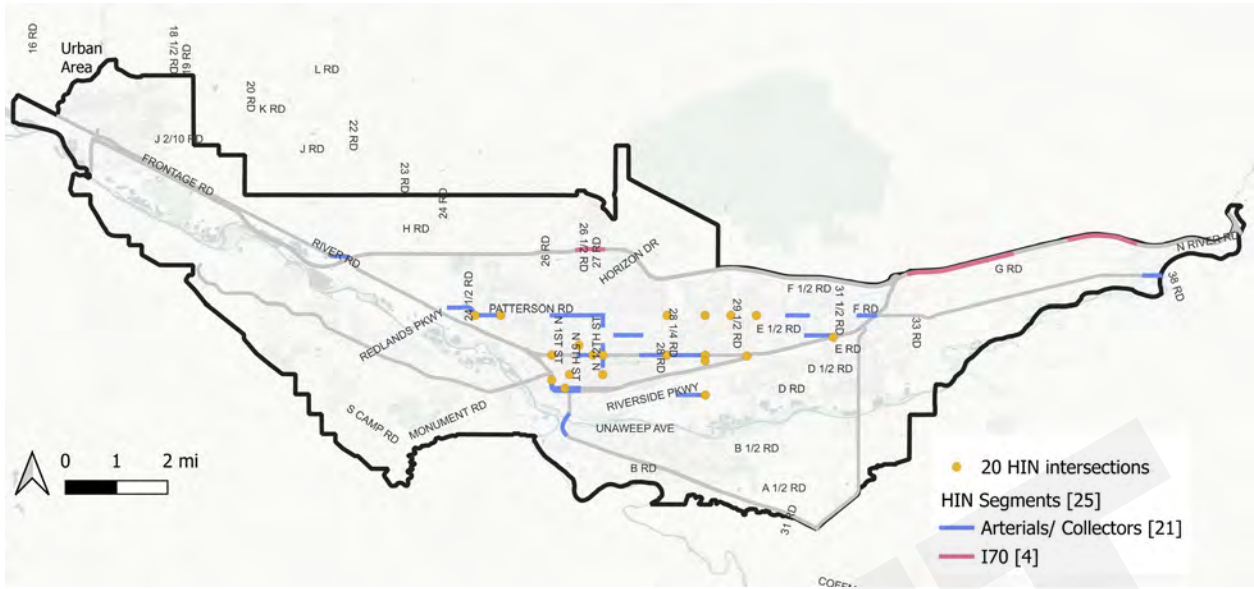 16 RD
Urban
Area
18 1/2 RD
19 RD
L RD
20 RD
K RD
22 RD
J 2/10 RD
J RD
FRONTAGE RD
23 RD
24 RD
H RD
RIVER RD
26 RD
26 1/2 RD
27 RD
HORIZON DR
N RIVER RD
G RD
38 RD
F 1/2 RD
24 1/2 RD
PATTERSON RD
REDLANDS PKWY
N 1ST ST
N 5TH ST
N 12TH ST
28 1/4 RD
28 RD
29 1/2 RD
E 1/2 RD
31 1/2 RD
F RD
33 RD
E RD
D 1/2 RD
D RD
RIVERSIDE PKWY
S CAMP RD
MONUMENT RD
UNAWEEP AVE
B 1/2 RD
B RD
A 1/2 RD
31 RD
0 1 2 mi
20 HIN intersections
HIN Segments [25]
Arterials/ Collectors [21]
I70 [4]